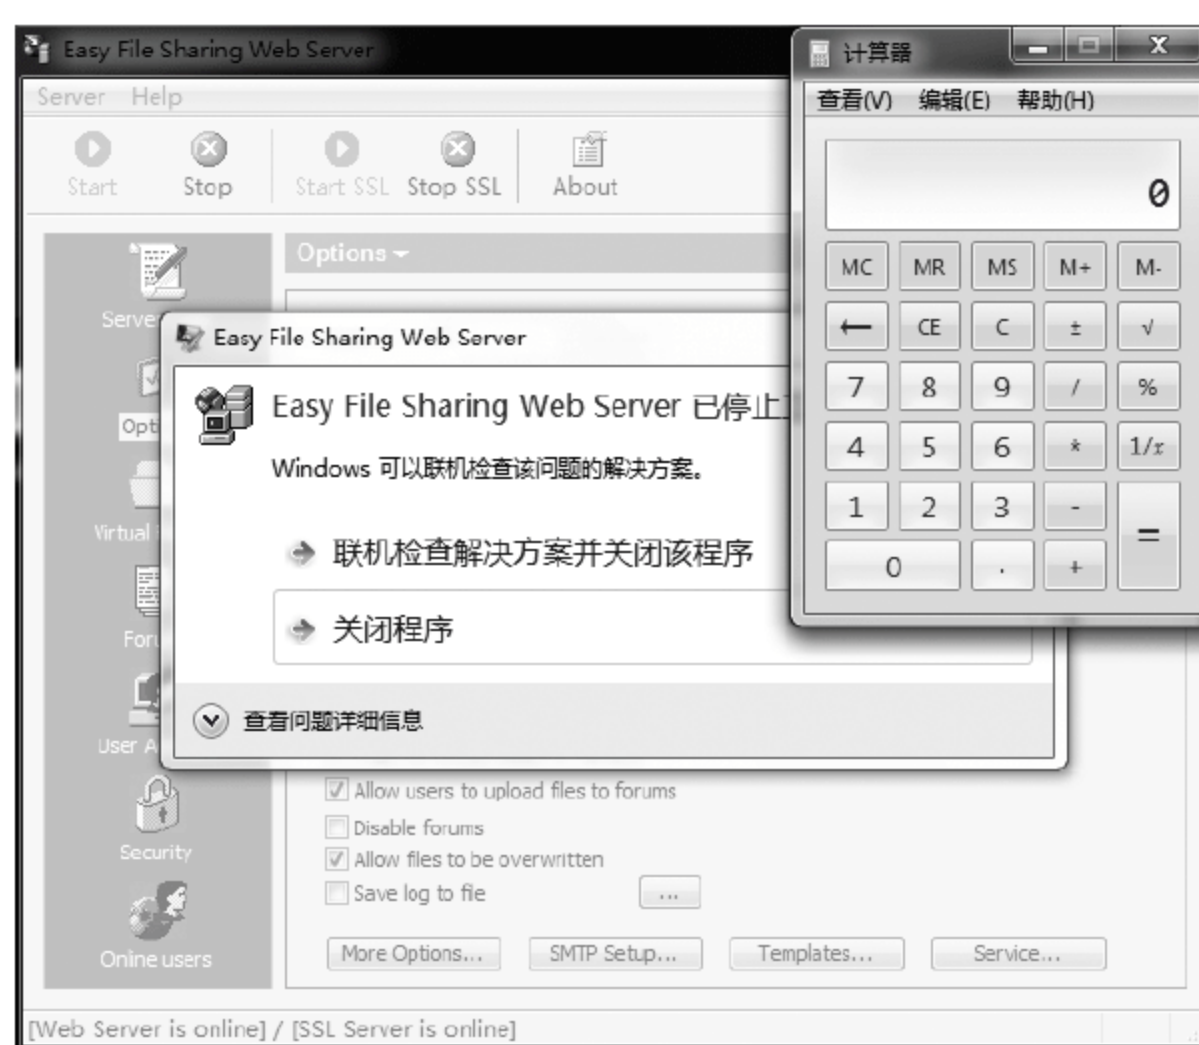 Easy File Sharing Web Server
Server Help
Start Stop Start SSL Stop SSL About
Options
Easy File Sharing Web Server
Easy File Sharing Web Server 已停止
Windows 可以联机检查该问题的解决方案。
联机检查解决方案并关闭该程序
关闭程序
查看问题详细信息
User
Security
Online users
Allow users to upload files to forums
Disable forums
Allow files to be overwritten
Save log to file ...
More Options... SMTP Setup... Templates... Service...
[Web Server is online] / [SSL Server is online]
计算器
查看(V) 编辑(E) 帮助(H)
0
MC MR MS M+ M-
← CE C ± √
7 8 9 / %
4 5 6 * 1/x
1 2 3 - =
0 . +